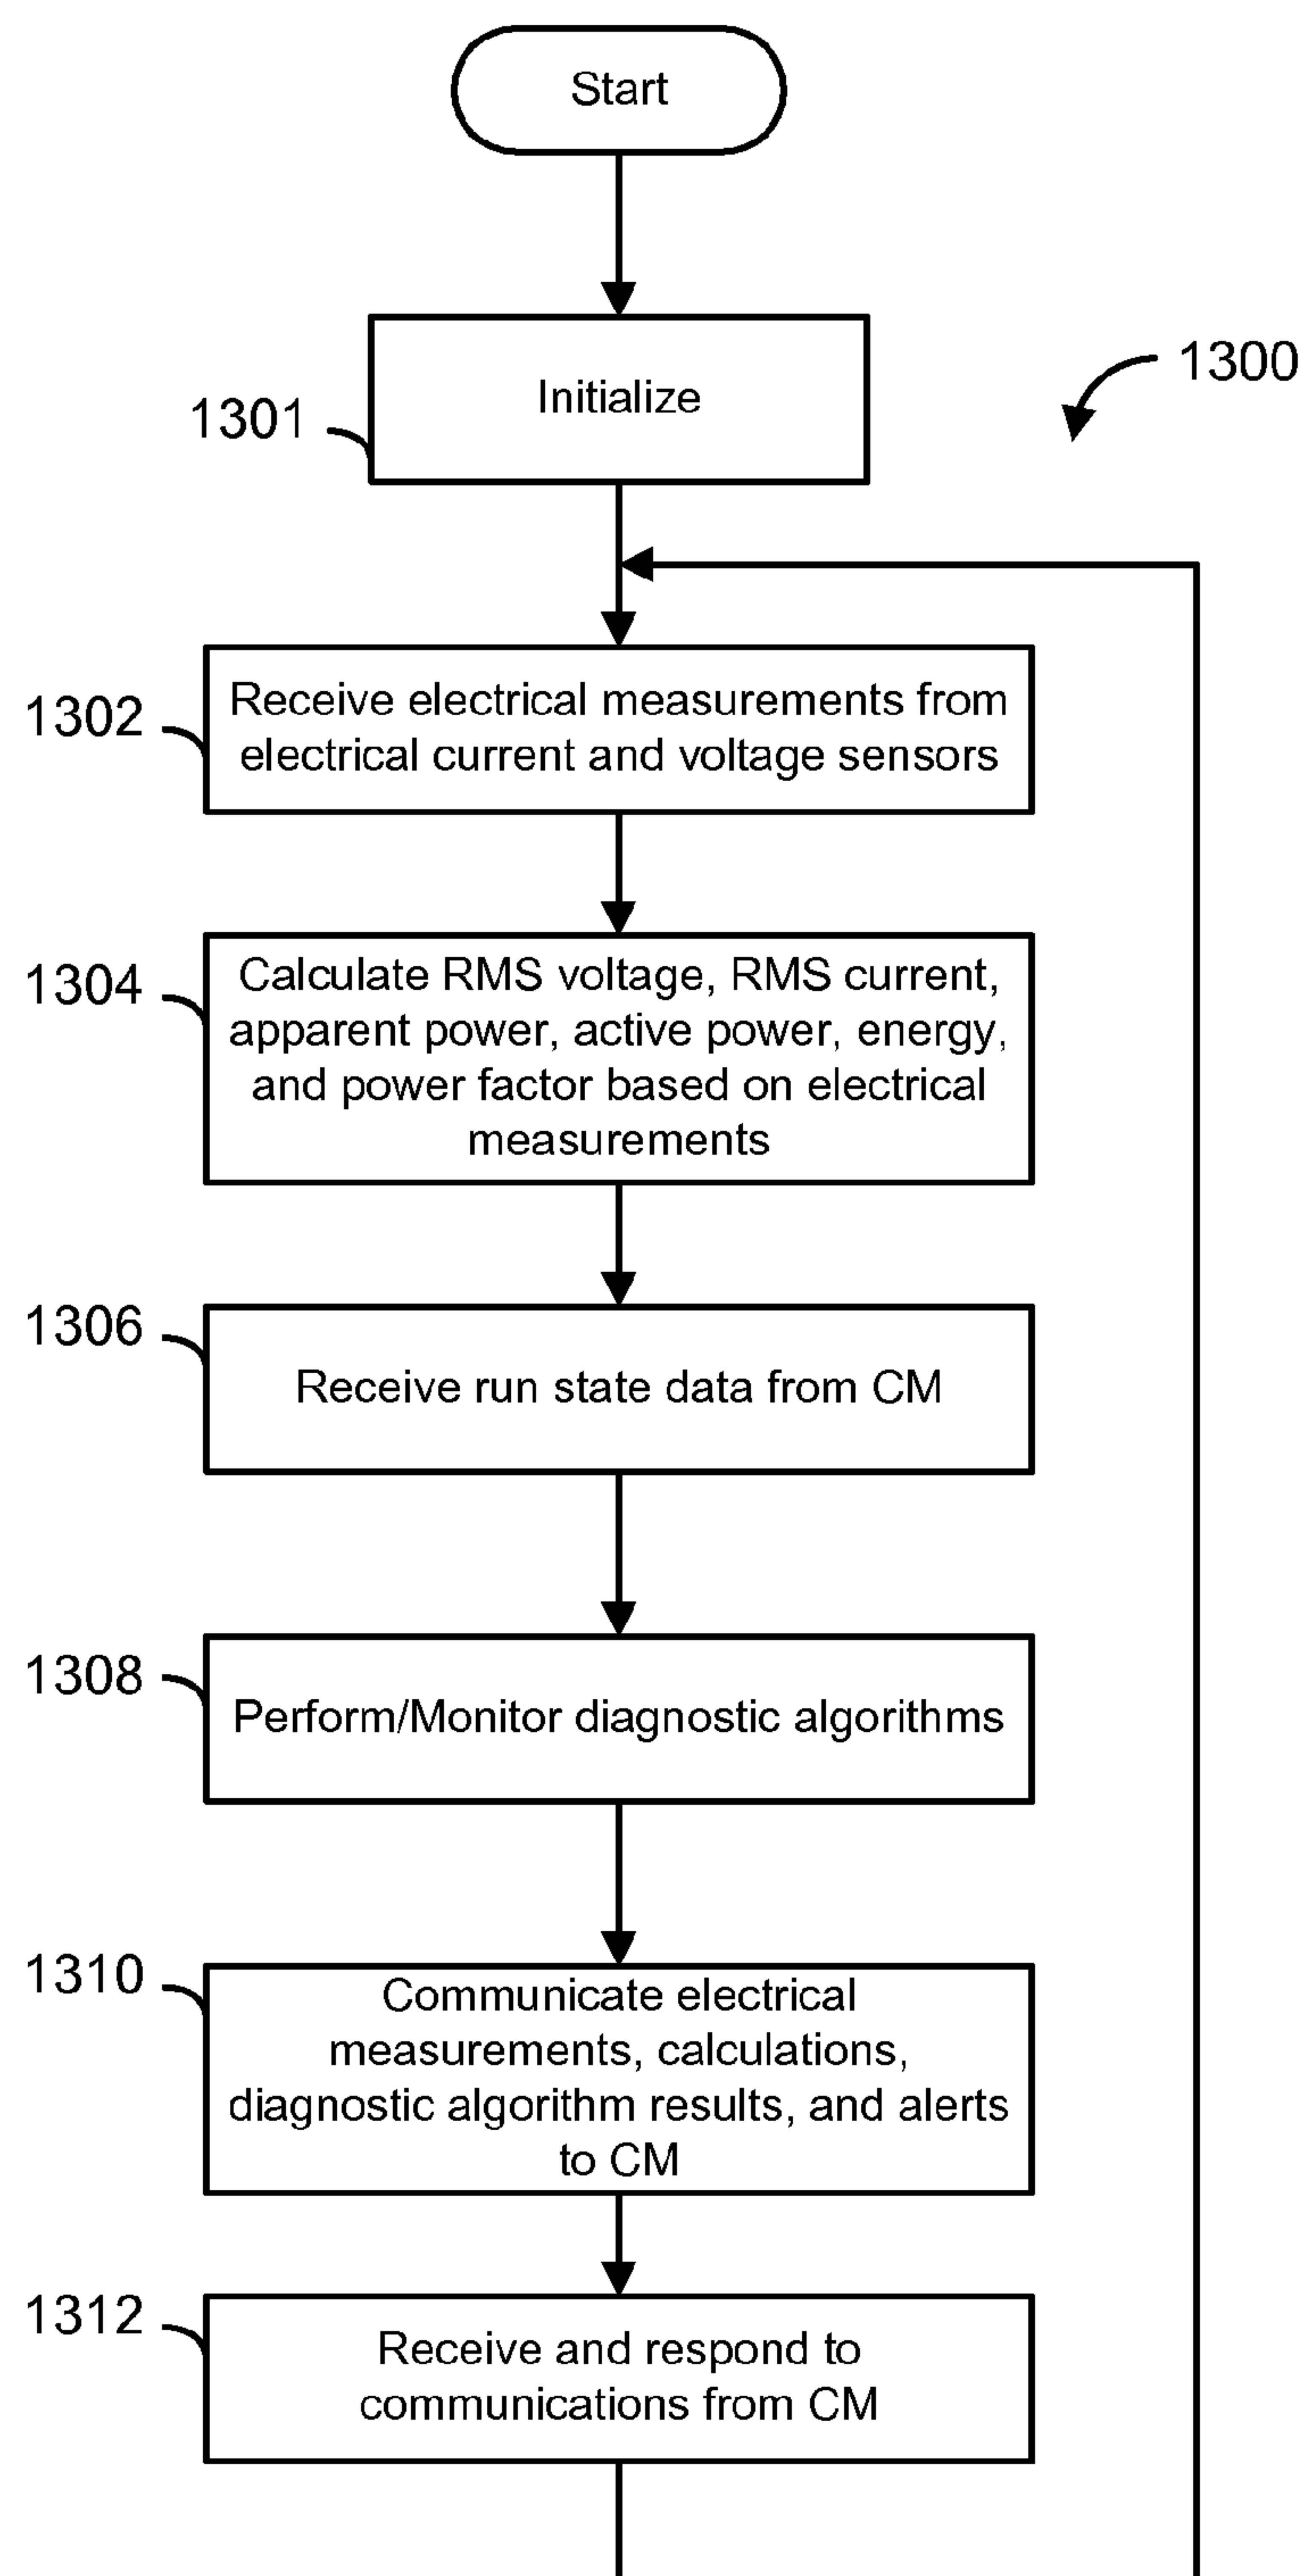 Start
1300
Initialize
1301
Receive electrical measurements from
electrical current and voltage sensors
1302
Calculate RMS voltage, RMS current,
apparent power, active power, energy,
and power factor based on electrical
measurements
1304
1306
Receive run state data from CM
1308
Perform/Monitor diagnostic algorithms
1310
Communicate electrical
measurements, calculations,
diagnostic algorithm results, and alerts
to CM
1312
Receive and respond to
communications from CM